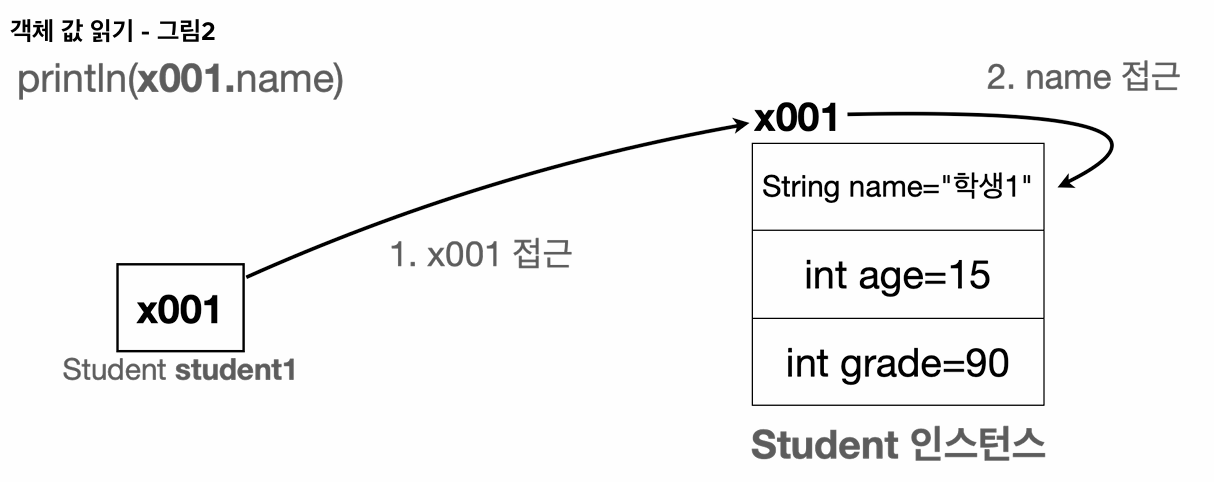 객체 값 읽기 - 그림2
println(x001.name)
2. name 접근
x001
String name="학생1"
1. x001 접근
int age=15
x001
Student student1
int grade=90
Student 인스턴스